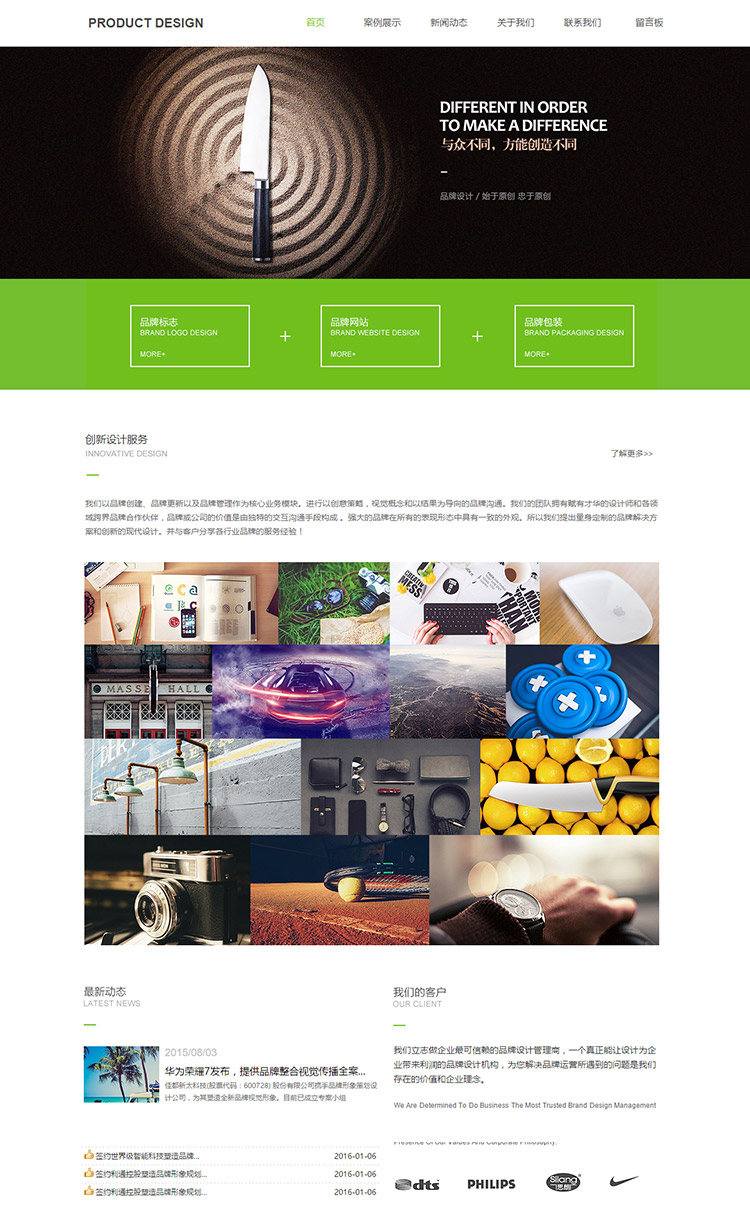 PRODUCT DESIGN
首页 案例展示 新闻动态 关于我们 联系我们 留言板
DIFFERENT IN ORDER
TO MAKE A DIFFERENCE
与众不同，方能创造不同
品牌设计 / 始于原创 忠于原创
品牌标志
BRAND LOGO DESIGN
MORE+
+
品牌网站
BRAND WEBSITE DESIGN
MORE+
+
品牌包装
BRAND PACKAGING DESIGN
MORE+
创新设计服务
INNOVATIVE DESIGN
了解更多>>
我们以品牌创建、品牌更新以及品牌管理作为核心业务模块。进行以创意策略，视觉概念和以结果为导向的品牌沟通。我们的团队拥有赋有才华的设计师和各领
域跨界品牌合作伙伴，品牌或公司的价值是由独特的交互沟通手段构成 。强大的品牌在所有的表现形态中具有一致的外观。所以我们提出量身定制的品牌解决方
案和创新的现代设计。并与客户分享各行业品牌的服务经验！
MASSEY HALL
最新动态
LATEST NEWS
2015/08/03
华为荣耀7发布，提供品牌整合视觉传播全案...
佳都新太科技(股票代码：600728) 股份有限公司携手品牌形象策划设
计公司，为其塑造全新品牌视觉形象。目前已成立专案小组
签约世界级智能科技塑造品牌... 2016-01-06
签约利通控股塑造品牌形象规划... 2016-01-06
签约利通控股塑造品牌形象规划... 2016-01-06
我们的客户
OUR CLIENT
我们立志做企业最可信赖的品牌设计管理商，一个真正能让设计为企
业带来利润的品牌设计机构，为您解决品牌运营所遇到的问题是我们
存在的价值和企业理念。
We Are Determined To Do Business The Most Trusted Brand Design Management
Presence Of Our Values And Corporate Philosophy.
dts
PHILIPS
Silang
思朗